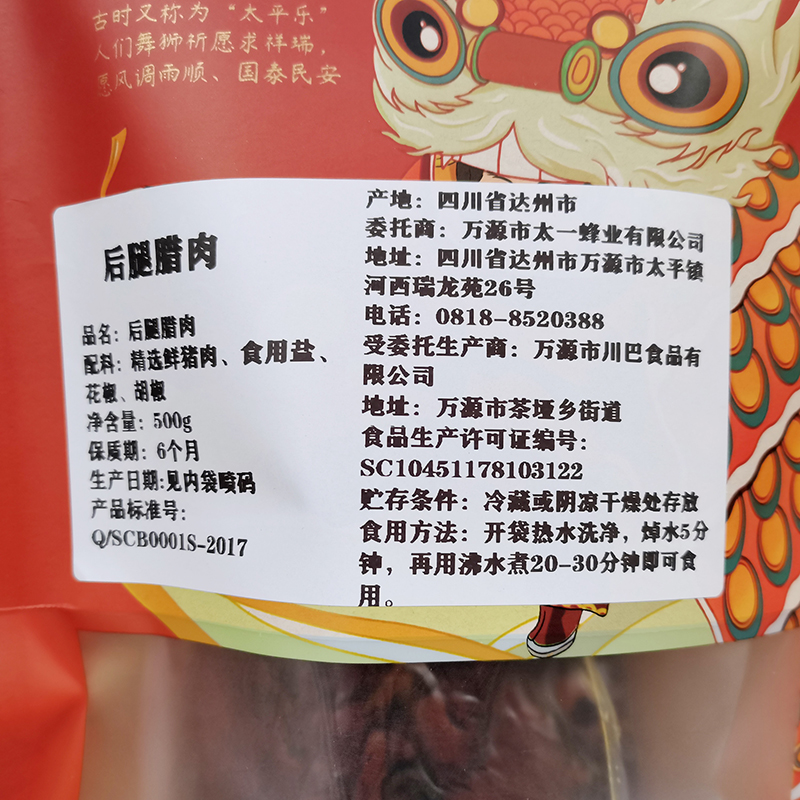 古时又称为“太平乐”
人们舞狮祈愿求祥瑞，
愿风调雨顺、国泰民安
后腿腊肉
品名：后腿腊肉
配料：精选鲜猪肉、食用盐、
花椒、胡椒
净含量：500g
保质期：6个月
生产日期:见内袋喷码
产品标准号：
Q/SCB0001S-2017
产地：四川省达州市
委托商：万源市太一蜂业有限公司
地址：四川省达州市万源市太平镇
河西瑞龙苑26号
电话：0818-8520388
受委托生产商：万源市川巴食品有
限公司
地址：万源市茶垭乡街道
食品生产许可证编号：
SC10451178103122
贮存条件：冷藏或阴凉干燥处存放
食用方法：开袋热水洗净，焯水5分
钟，再用沸水煮20-30分钟即可食
用。